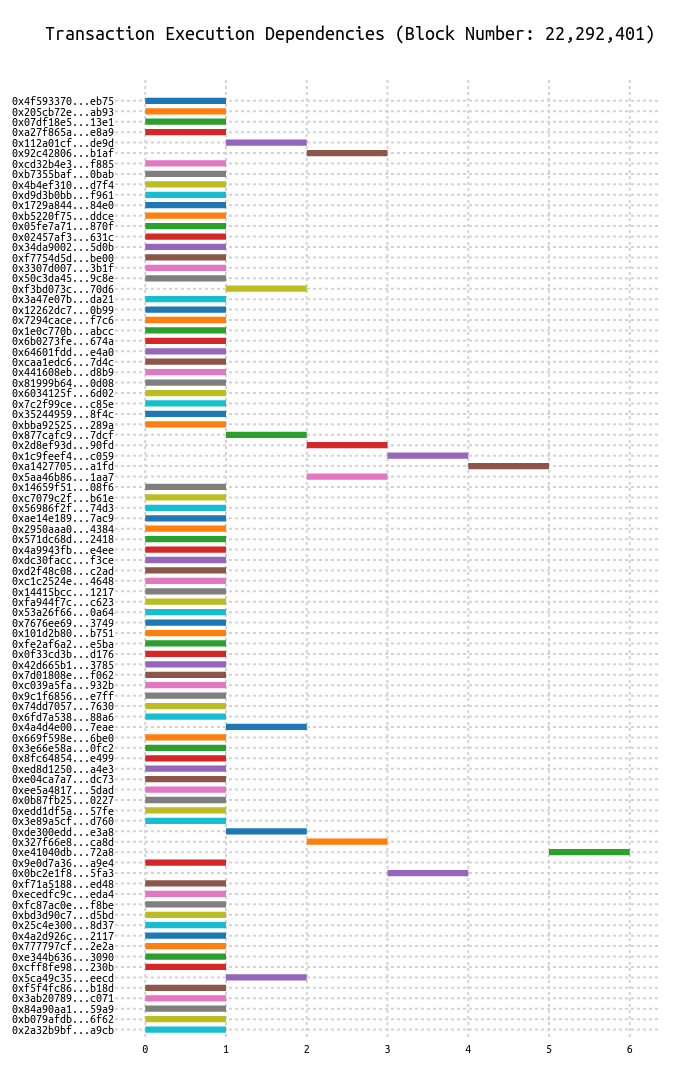 Transaction Execution Dependencies (Block Number: 22,292,401)
0x4f593370...eb75
0x205cb72e...ab93
0x07df18e5...13e1
0xa27f865a...e8a9
0x112a01cf...de9d
0x92c42806...b1af
0xcd32b4e3...f885
0xb7355baf...0bab
0x4b4ef310...d7f4
0xd9d3b0bb...f961
0x1729a844...84e0
0xb5220f75...ddce
0x05fe7a71...870f
0x02457af3...631c
0x34da9002...5d0b
0xf7754d5d...be00
0x3307d007...3b1f
0x50c3da45...9c8e
0xf3bd073c...70d6
0x3a47e07b...da21
0x12262dc7...0b99
0x7294cace...f7c6
0x1e0c770b...abcc
0x6b0273fe...674a
0x64601fdd...e4a0
0xcaa1edc6...7d4c
0x441608eb...d8b9
0x81999b64...0d08
0x6034125f...6d02
0x7c2f99ce...c85e
0x35244959...8f4c
0xbba92525...289a
0x877cafc9...7dcf
0x2d8ef93d...90fd
0x1c9feef4...c059
0xa1427705...a1fd
0x5aa46b86...1aa7
0x14659f51...08f6
0xc7079c2f...b61e
0x56986f2f...74d3
0xae14e189...7ac9
0x2950aaa0...4384
0x571dc68d...2418
0x4a9943fb...e4ee
0xdc30facc...f3ce
0xd2f48c08...c2ad
0xc1c2524e...4648
0x14415bcc...1217
0xfa944f7c...c623
0x53a26f66...0a64
0x7676ee69...3749
0x101d2b80...b751
0xfe2af6a2...e5ba
0x0f33cd3b...d176
0x42d665b1...3785
0x7d01808e...f062
0xc039a5fa...932b
0x9c1f6856...e7ff
0x74dd7057...7630
0x6fd7a538...88a6
0x4a4d4e00...7eae
0x669f598e...6be0
0x3e66e58a...0fc2
0x8fc64854...e499
0xed8d1250...a4e3
0xe04ca7a7...dc73
0xee5a4817...5dad
0x0b87fb25...0227
0xedd1df5a...57fe
0x3e89a5cf...d760
0xde300edd...e3a8
0x327f66e8...ca8d
0xe41040db...72a8
0x9e0d7a36...a9e4
0x0bc2e1f8...5fa3
0xf71a5188...ed48
0xecedfc9c...eda4
0xfc87ac0e...f8be
0xbd3d90c7...d5bd
0x25c4e300...8d37
0x4a2d926c...2117
0x777797cf...2e2a
0xe344b636...3090
0xcff8fe98...230b
0x5ca49c35...eecd
0xf5f4fc86...b18d
0x3ab20789...c071
0x84a90aa1...59a9
0xb079afdb...6f62
0x2a32b9bf...a9cb
0 1 2 3 4 5 6